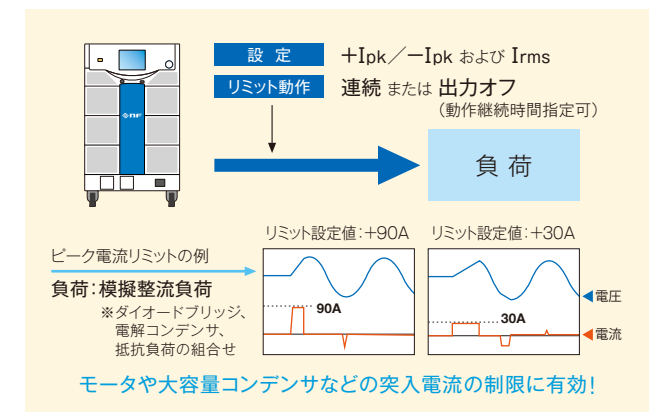 設 定 ＋Ipk／－Ipk および Irms
リミット動作 連続 または 出力オフ
（動作継続時間指定可）
NF
負 荷
ピーク電流リミットの例
負荷：模擬整流負荷
※ダイオードブリッジ、
電解コンデンサ、
抵抗負荷の組合せ
リミット設定値：+90A
90A
リミット設定値：+30A
30A
電圧
電流
モータや大容量コンデンサなどの突入電流の制限に有効！